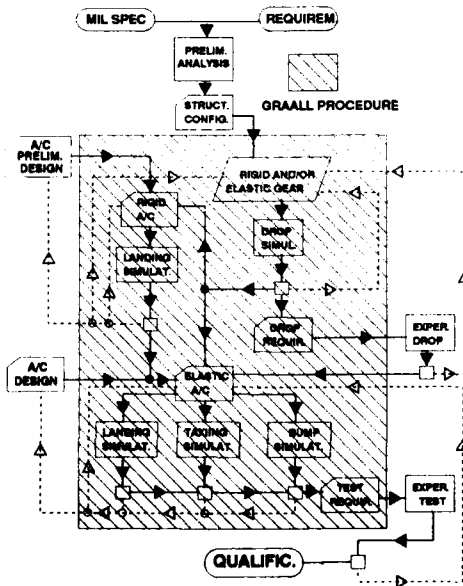 MIL SPEC
REQUIREM.
PRELIM.
ANALYSIS
STRUCT.
CONFIG.
GRAALL PROCEDURE
A/C
PRELIM.
DESIGN
RIGID AND/OR
ELASTIC GEAR
RIGID
A/C
DROP
SIMUL.
LANDING
SIMULAT.
DROP
REQUIR.
EXPER.
DROP
A/C
DESIGN
ELASTIC
A/C
LANDING
SIMULAT.
TAXIING
SIMULAT.
BUMP
SIMULAT.
TEST
REQUIR.
EXPER.
TEST
QUALIFIC.